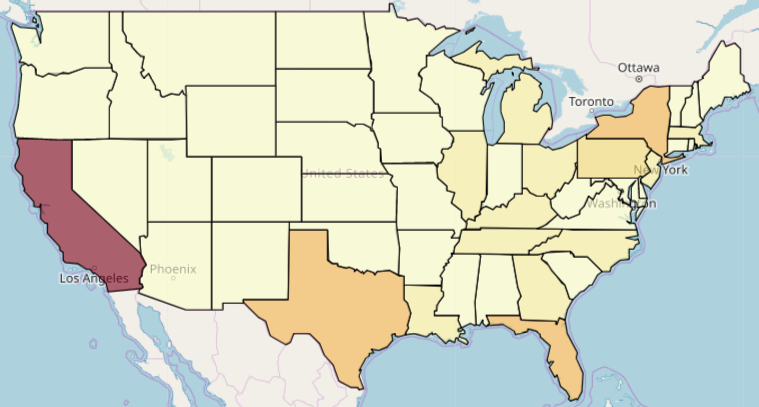 Ottawa
Toronto
United States
New York
Washington
Phoenix
Los Angeles